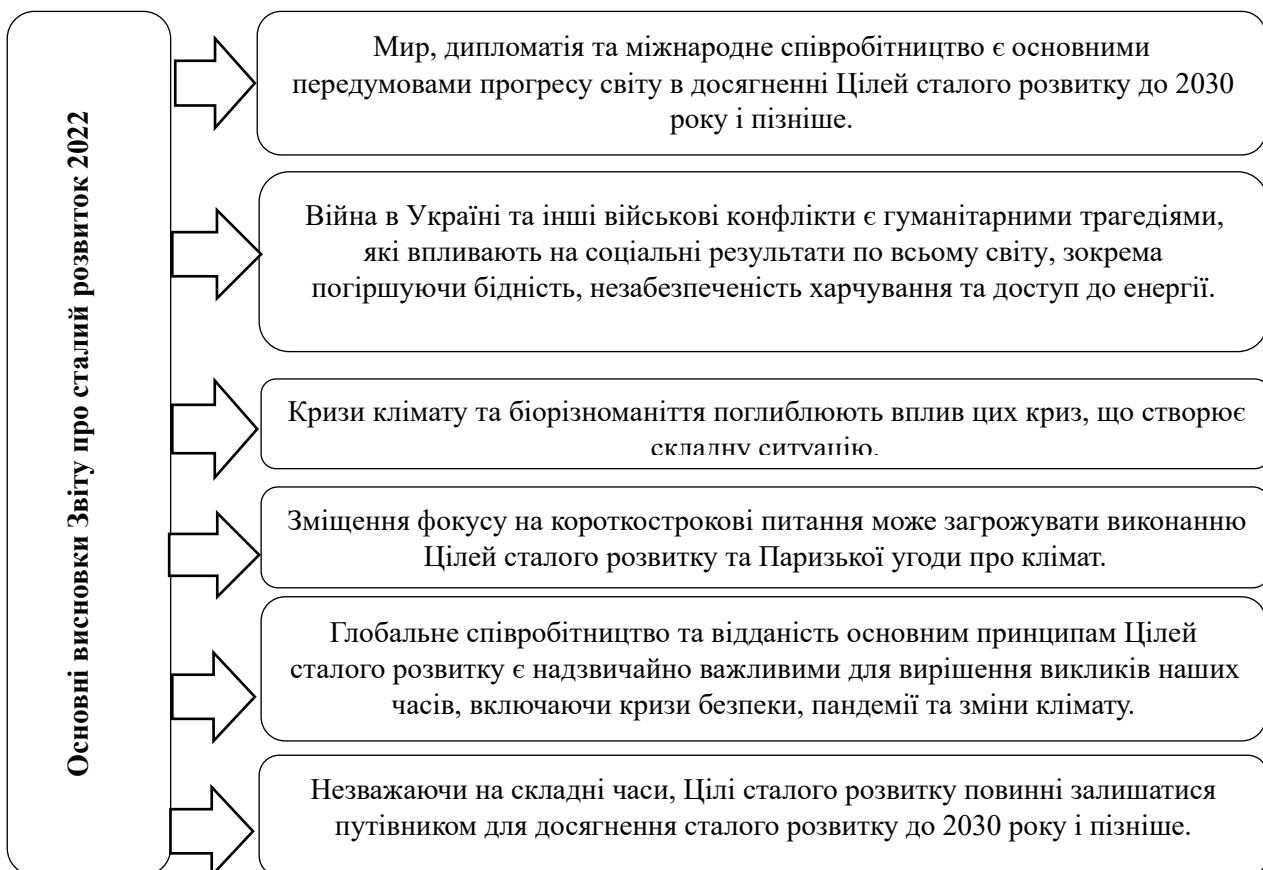 Основні висновки Звіту про сталий розвиток 2022
Мир, дипломатія та міжнародне співробітництво є основними
передумовами прогресу світу в досягненні Цілей сталого розвитку до 2030
року і пізніше.
Війна в Україні та інші військові конфлікти є гуманітарними трагедіями,
які впливають на соціальні результати по всьому світу, зокрема
погіршуючи бідність, незабезпеченість харчування та доступ до енергії.
Кризи клімату та біорізноманіття поглиблюють вплив цих криз, що створює
складну ситуацію.
Зміщення фокусу на короткострокові питання може загрожувати виконанню
Цілей сталого розвитку та Паризької угоди про клімат.
Глобальне співробітництво та відданість основним принципам Цілей
сталого розвитку є надзвичайно важливими для вирішення викликів наших
часів, включаючи кризи безпеки, пандемії та зміни клімату.
Незважаючи на складні часи, Цілі сталого розвитку повинні залишатися
путівником для досягнення сталого розвитку до 2030 року і пізніше.